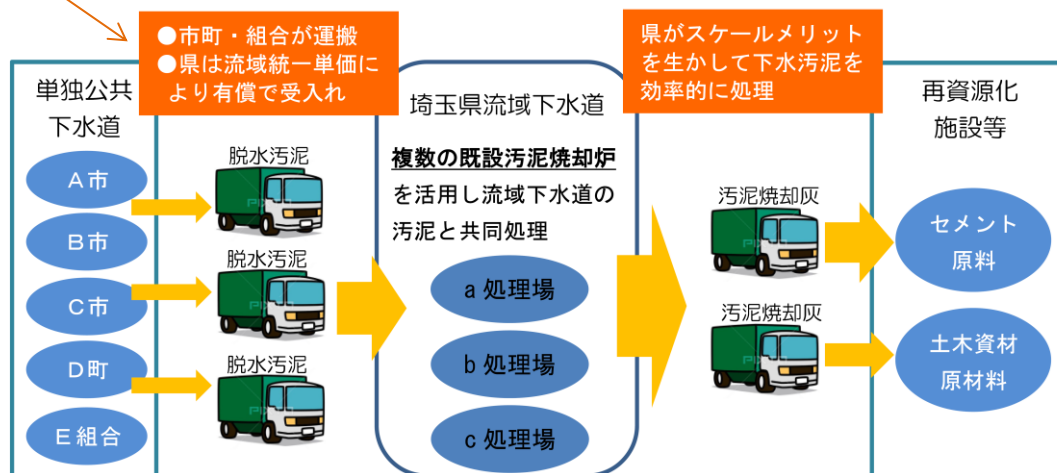 ●市町・組合が運搬
●県は流域統一単価に
より有償で受入れ
県がスケールメリット
を生かして下水汚泥を
効率的に処理
単独公共
下水道
A市
B市
C市
D町
E組合
脱水汚泥
脱水汚泥
脱水汚泥
埼玉県流域下水道
複数の既設汚泥焼却炉
を活用し流域下水道の
汚泥と共同処理
a 処理場
b 処理場
c 処理場
汚泥焼却灰
汚泥焼却灰
再資源化
施設等
セメント
原料
土木資材
原材料